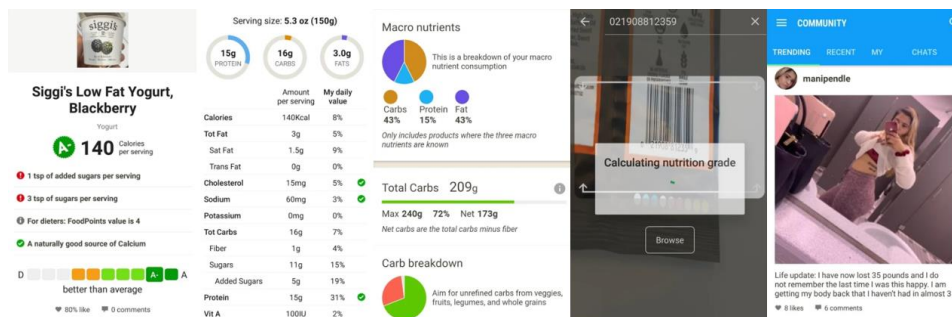 siggi's
Siggi's Low Fat Yogurt,
Blackberry
Yogurt
A- 140 Calories
per serving
1 tsp of added sugars per serving
3 tsp of sugars per serving
For dieters: FoodPoints value is 4
A naturally good source of Calcium
D A- A
better than average
80% like 0 comments
Serving size: 5.3 oz (150g)
15g
PROTEIN
16g
CARBS
3.0g
FATS
Amount
per serving
My daily
value
Calories 140Kcal 8%
Tot Fat 3g 5%
Sat Fat 1.5g 9%
Trans Fat 0g 0%
Cholesterol 15mg 5%
Sodium 60mg 3%
Potassium 0mg 0%
Tot Carbs 16g 7%
Fiber 1g 4%
Sugars 11g 15%
Added Sugars 5g 19%
Protein 15g 31%
Vit A 100IU 2%
Macro nutrients
This is a breakdown of your macro
nutrient consumption
Carbs Protein Fat
43% 15% 43%
Only includes products where the three macro
nutrients are known
Total Carbs 209g
Max 240g 72% Net 173g
Net carbs are the total carbs minus fiber
Carb breakdown
Aim for unrefined carbs from veggies,
fruits, legumes, and whole grains
021908812359
Calculating nutrition grade
Browse
COMMUNITY
TRENDING RECENT MY CHATS
manipendle
Life update: I have now lost 35 pounds and I do
not remember the last time I was this happy. I am
getting my body back that I haven't had in almost 3
8 likes 6 comments